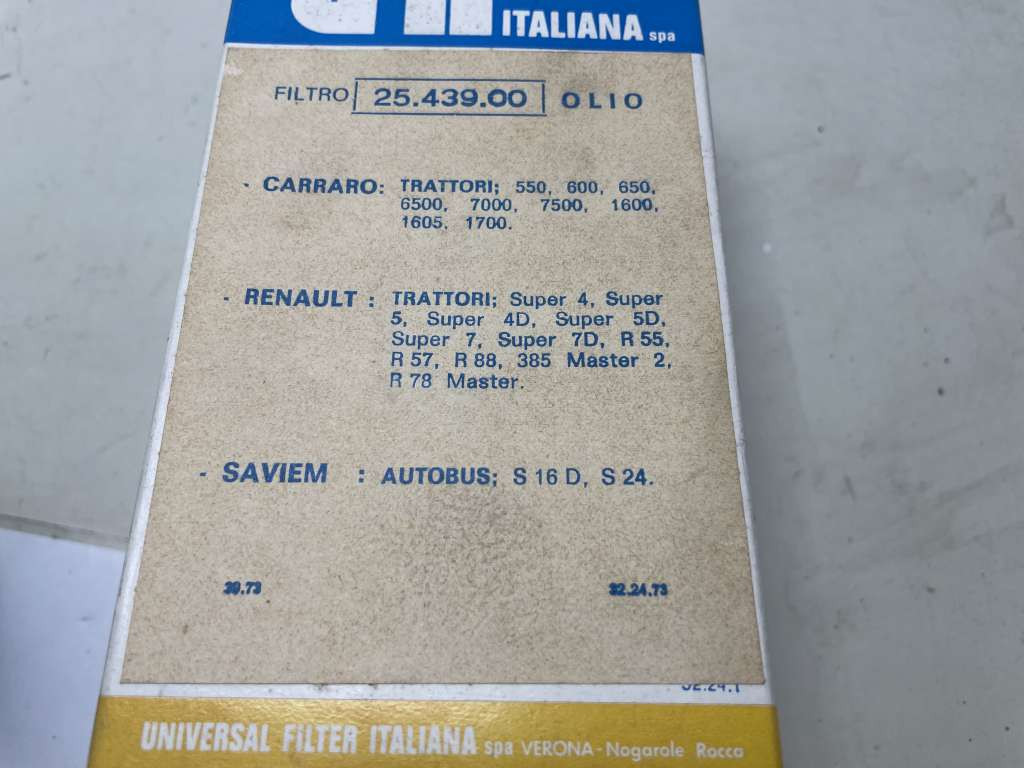 ITALIANA spa
FILTRO 25.439.00 OLIO
- CARRARO: TRATTORI; 550, 600, 650,
6500, 7000, 7500, 1600,
1605, 1700.
- RENAULT : TRATTORI; Super 4, Super
5, Super 4D, Super 5D,
Super 7, Super 7D, R 55,
R 57, R 88, 385 Master 2,
R 78 Master.
- SAVIEM : AUTOBUS; S 16 D, S 24.
30.73 32.24.73
UNIVERSAL FILTER ITALIANA spa VERONA - Nogarole Rocca